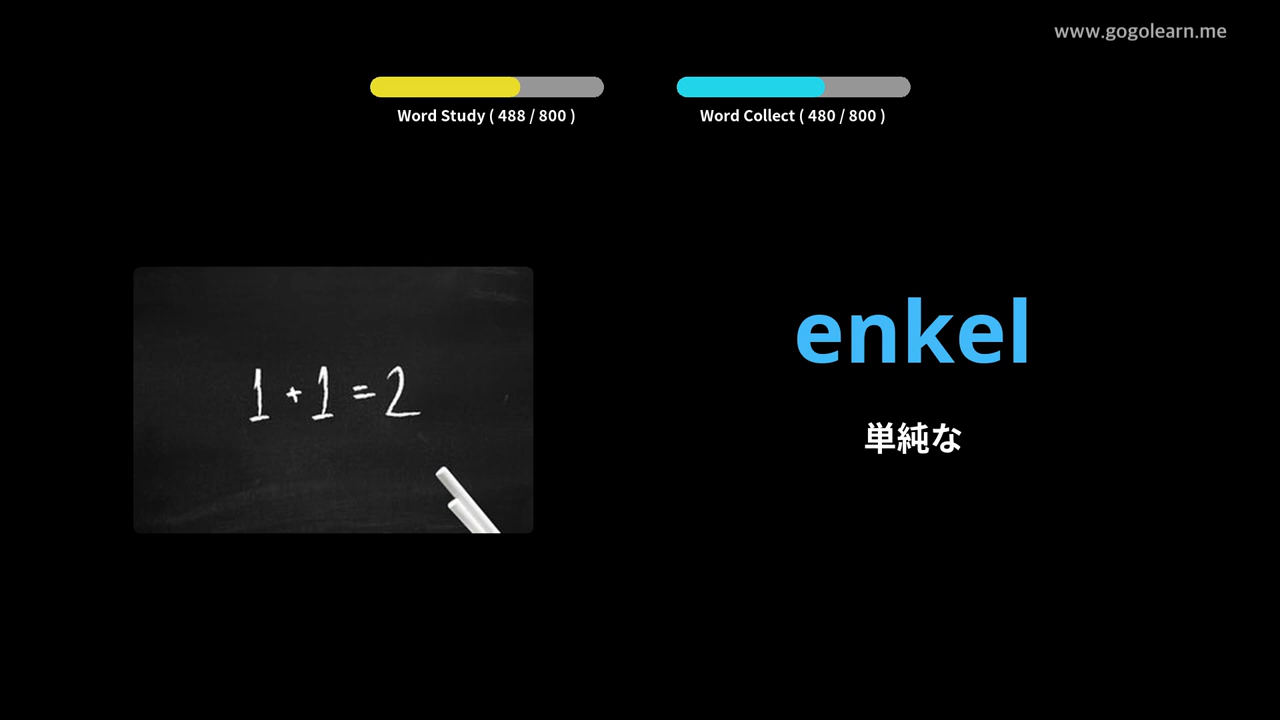 www.gogolearn.me
Word Study ( 488 / 800 )
Word Collect ( 480 / 800 )
1 + 1 = 2
enkel
単純な